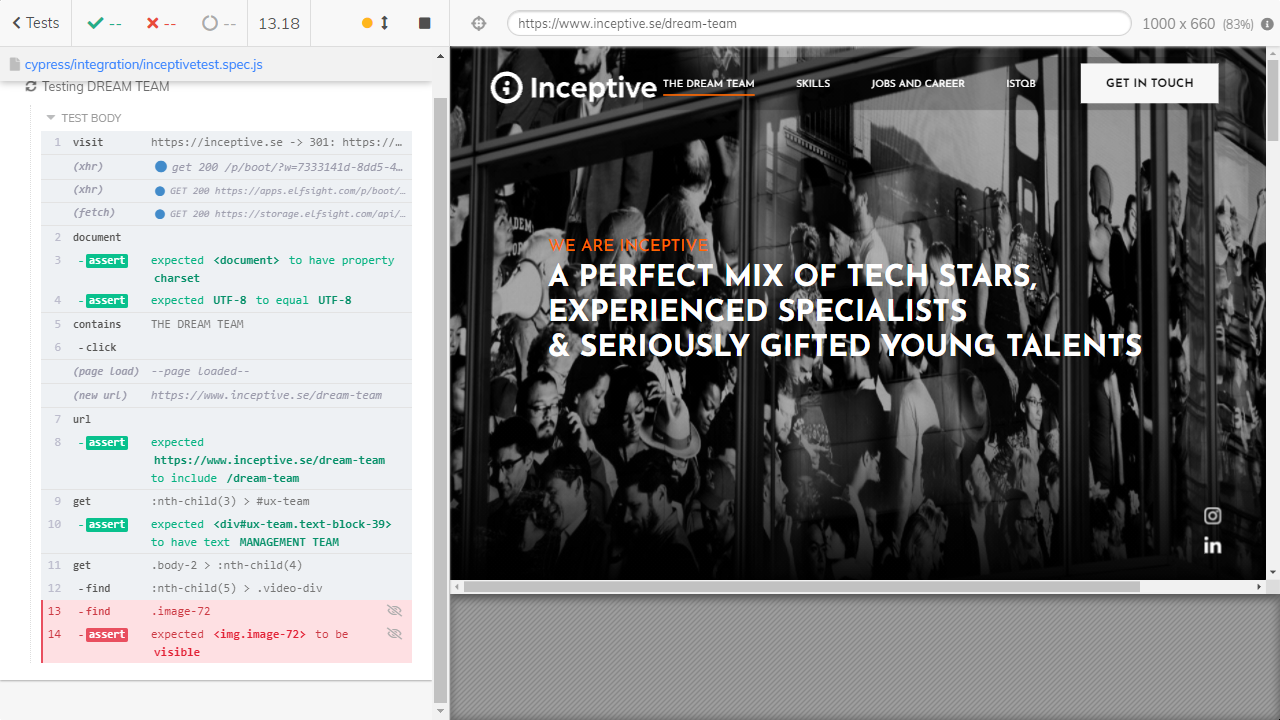 Tests
--
--
--
13.18
https://www.inceptive.se/dream-team
1000 x 660 (83%)
cypress/integration/inceptivetest.spec.js
Testing DREAM TEAM
TEST BODY
1 visit https://inceptive.se -> 301: https://…
(xhr) get 200 /p/boot/?w=7333141d-8dd5-4…
(xhr) GET 200 https://apps.elfsight.com/p/boot/…
(fetch) GET 200 https://storage.elfsight.com/api/…
2 document
3 -assert expected <document> to have property
charset
4 -assert expected UTF-8 to equal UTF-8
5 contains THE DREAM TEAM
6 -click
(page load) --page loaded--
(new url) https://www.inceptive.se/dream-team
7 url
8 -assert expected
https://www.inceptive.se/dream-team
to include /dream-team
9 get :nth-child(3) > #ux-team
10 -assert expected <div#ux-team.text-block-39>
to have text MANAGEMENT TEAM
11 get .body-2 > :nth-child(4)
12 -find :nth-child(5) > .video-div
13 -find .image-72
14 -assert expected <img.image-72> to be
visible
Inceptive
THE DREAM TEAM
SKILLS
JOBS AND CAREER
ISTQB
GET IN TOUCH
WE ARE INCEPTIVE
A PERFECT MIX OF TECH STARS,
EXPERIENCED SPECIALISTS
& SERIOUSLY GIFTED YOUNG TALENTS
in